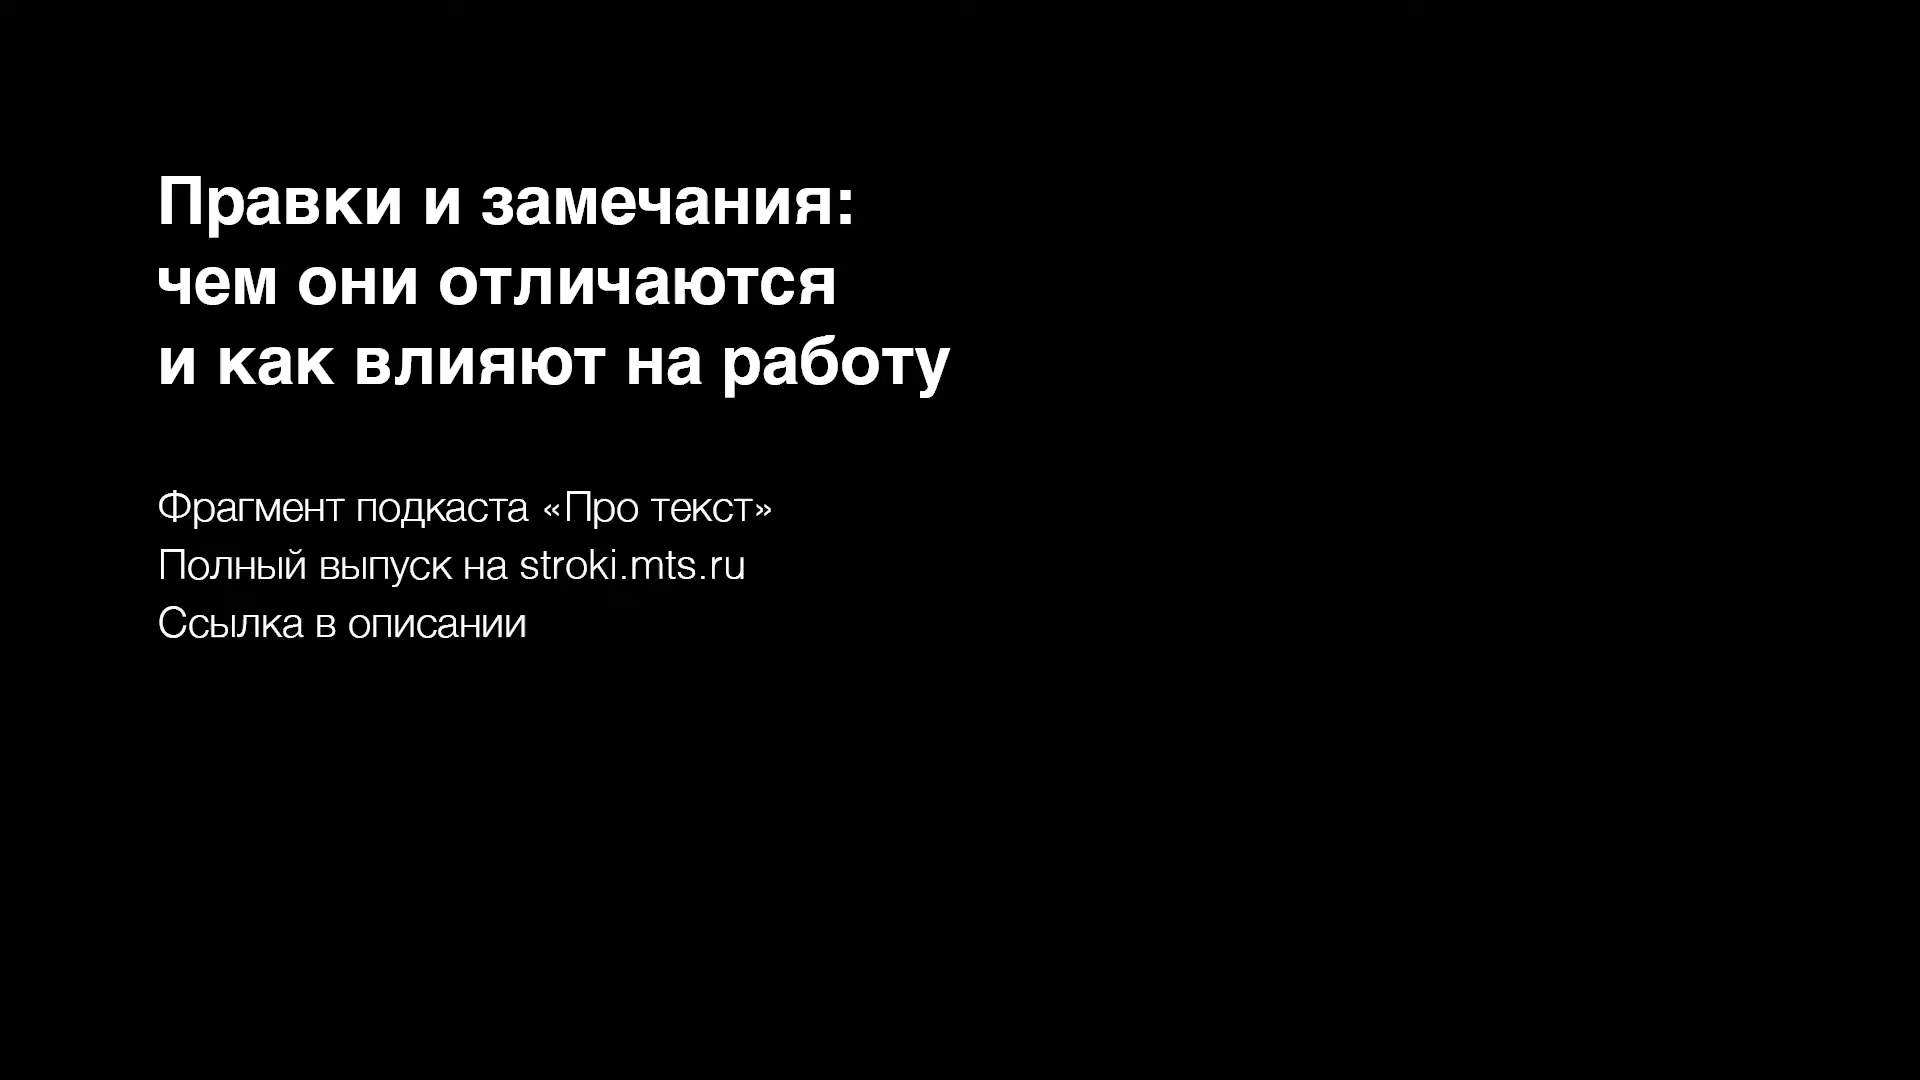 Правки и замечания:
чем они отличаются
и как влияют на работу
Фрагмент подкаста «Про текст»
Полный выпуск на stroki.mts.ru
Ссылка в описании